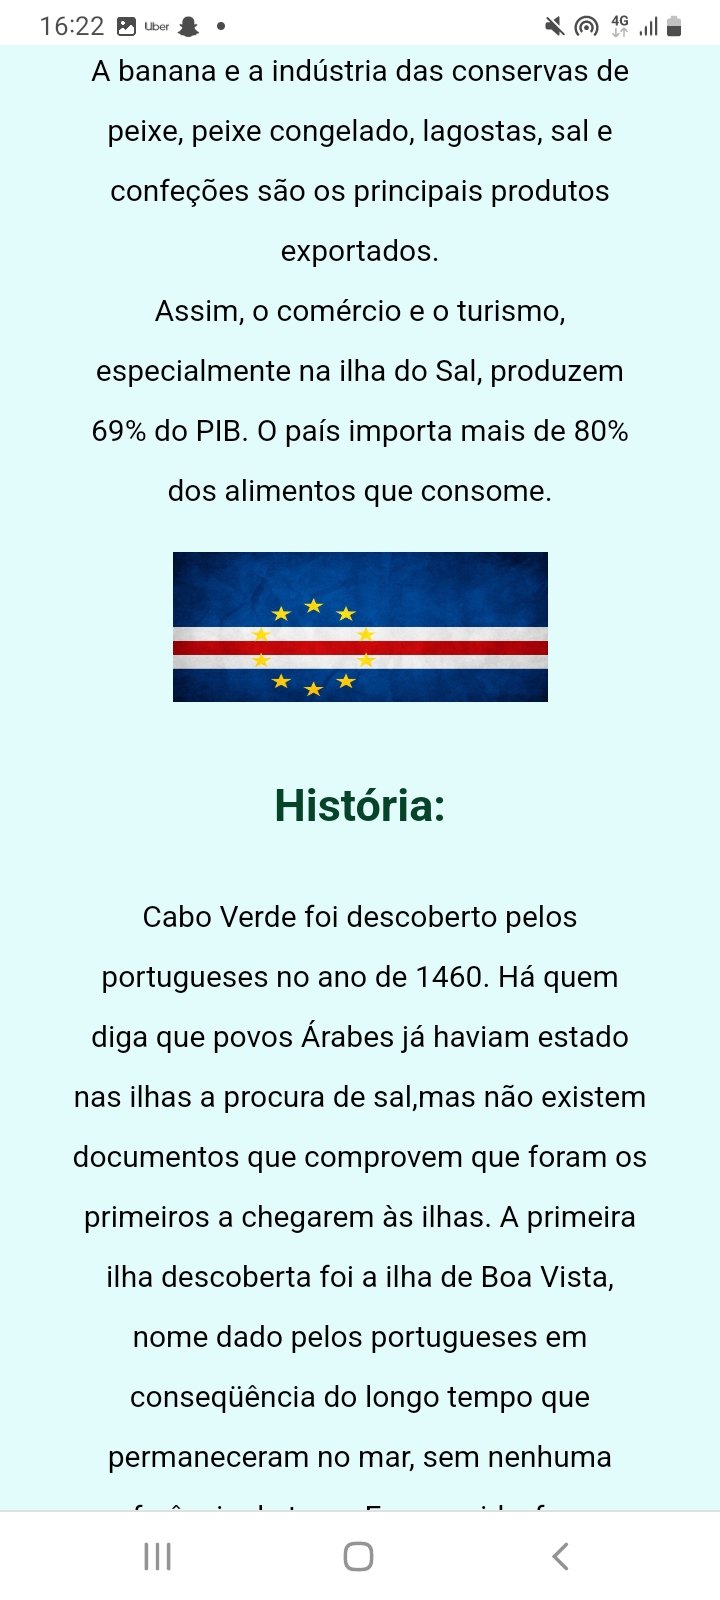 16:22 Uber 4G
A banana e a indústria das conservas de
peixe, peixe congelado, lagostas, sal e
confeções são os principais produtos
exportados.
Assim, o comércio e o turismo,
especialmente na ilha do Sal, produzem
69% do PIB. O país importa mais de 80%
dos alimentos que consome.
História:
Cabo Verde foi descoberto pelos
portugueses no ano de 1460. Há quem
diga que povos Árabes já haviam estado
nas ilhas a procura de sal,mas não existem
documentos que comprovem que foram os
primeiros a chegarem às ilhas. A primeira
ilha descoberta foi a ilha de Boa Vista,
nome dado pelos portugueses em
conseqüência do longo tempo que
permaneceram no mar, sem nenhuma